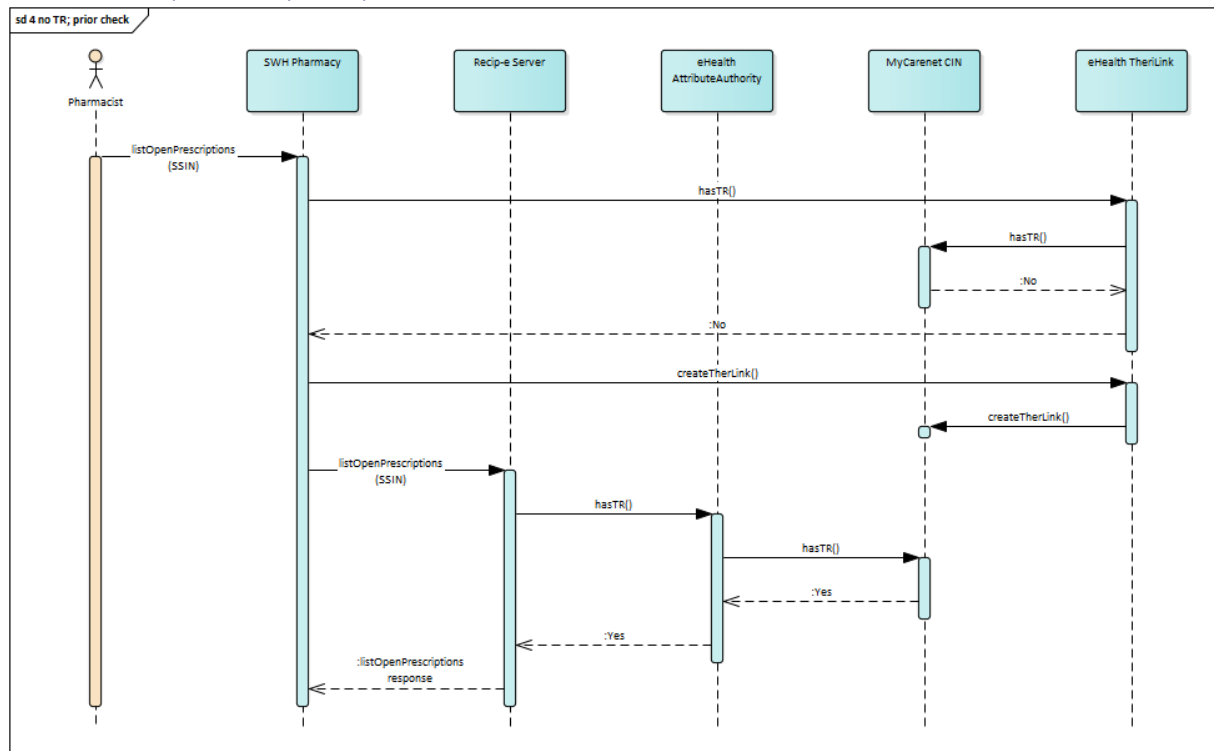 sd 4 no TR; prior check
Pharmacist
SWH Pharmacy
Recip-e Server
eHealth
AttributeAuthority
MyCarenet CIN
eHealth TheriLink
listOpenPrescriptions
(SSIN)
hasTR()
hasTR()
:No
:No
createTherLink()
createTherLink()
listOpenPrescriptions
(SSIN)
hasTR()
hasTR()
:Yes
:Yes
:listOpenPrescriptions
response